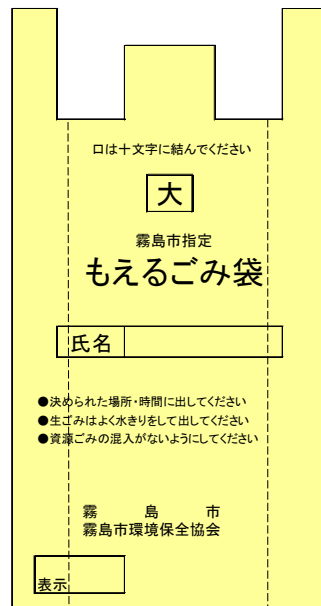 口は十文字に結んでください
大
霧島市指定
もえるごみ袋
氏名
●決められた場所・時間に出してください
●生ごみはよく水きりをして出してください
●資源ごみの混入がないようにしてください
霧島市
霧島市環境保全協会
表示